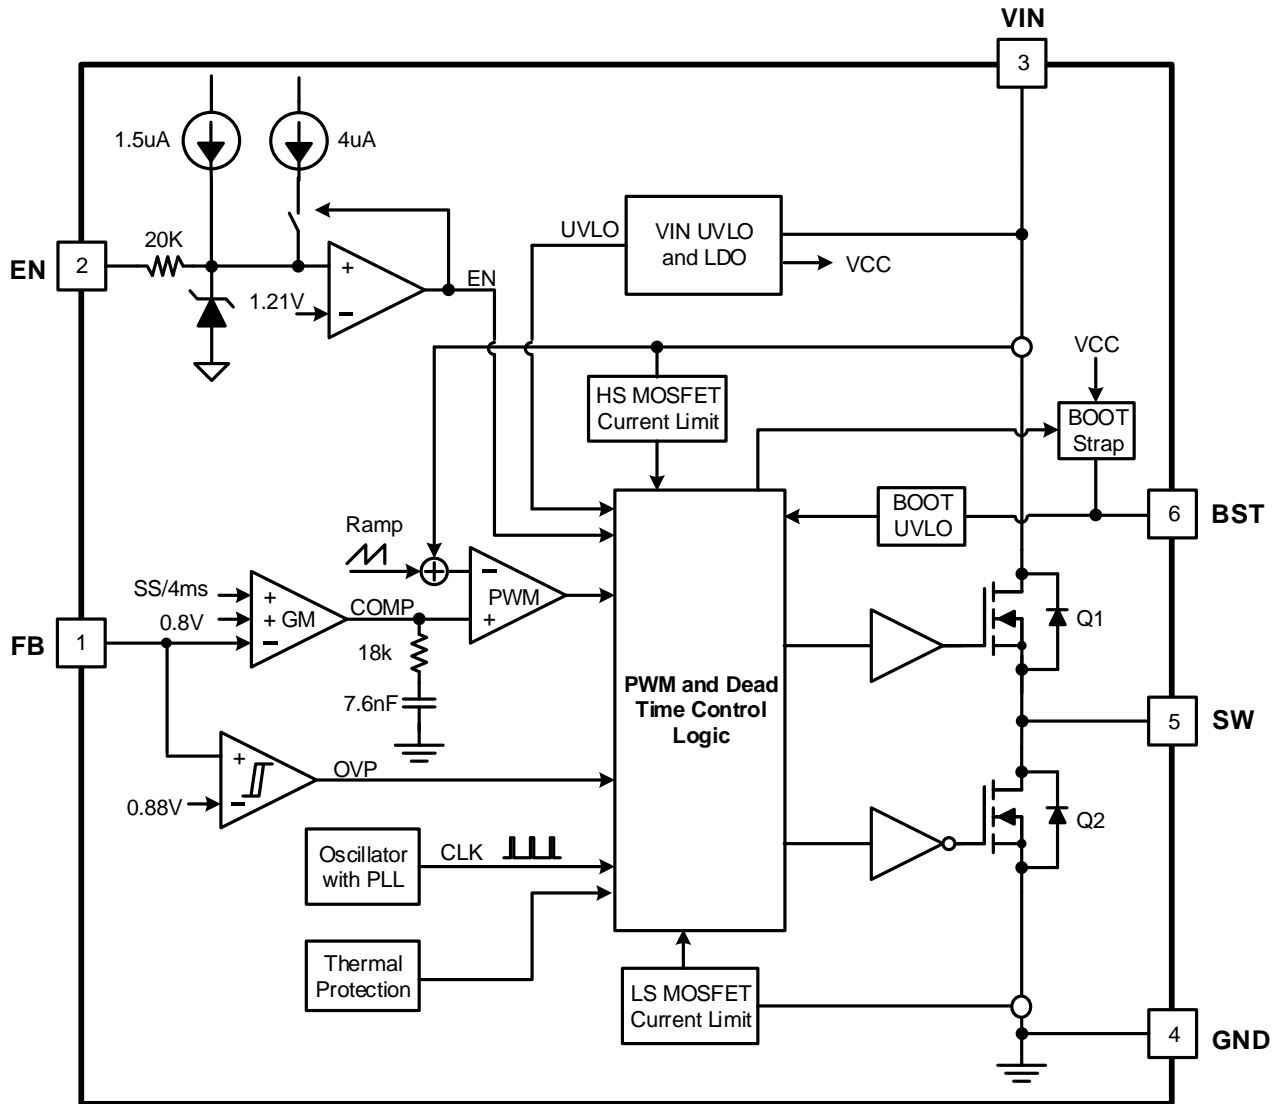 VIN
3
1.5uA
4uA
20K
EN
2
+
1.21V
−
EN
UVLO
VIN UVLO
and LDO
VCC
HS MOSFET
Current Limit
VCC
BOOT
Strap
BOOT
UVLO
6
BST
Ramp
+
−
PWM
+
SS/4ms
0.8V
+
+ GM
−
COMP
FB
1
18k
7.6nF
PWM and Dead
Time Control
Logic
Q1
5
SW
+
−
0.88V
OVP
Q2
Oscillator
with PLL
CLK
Thermal
Protection
LS MOSFET
Current Limit
4
GND